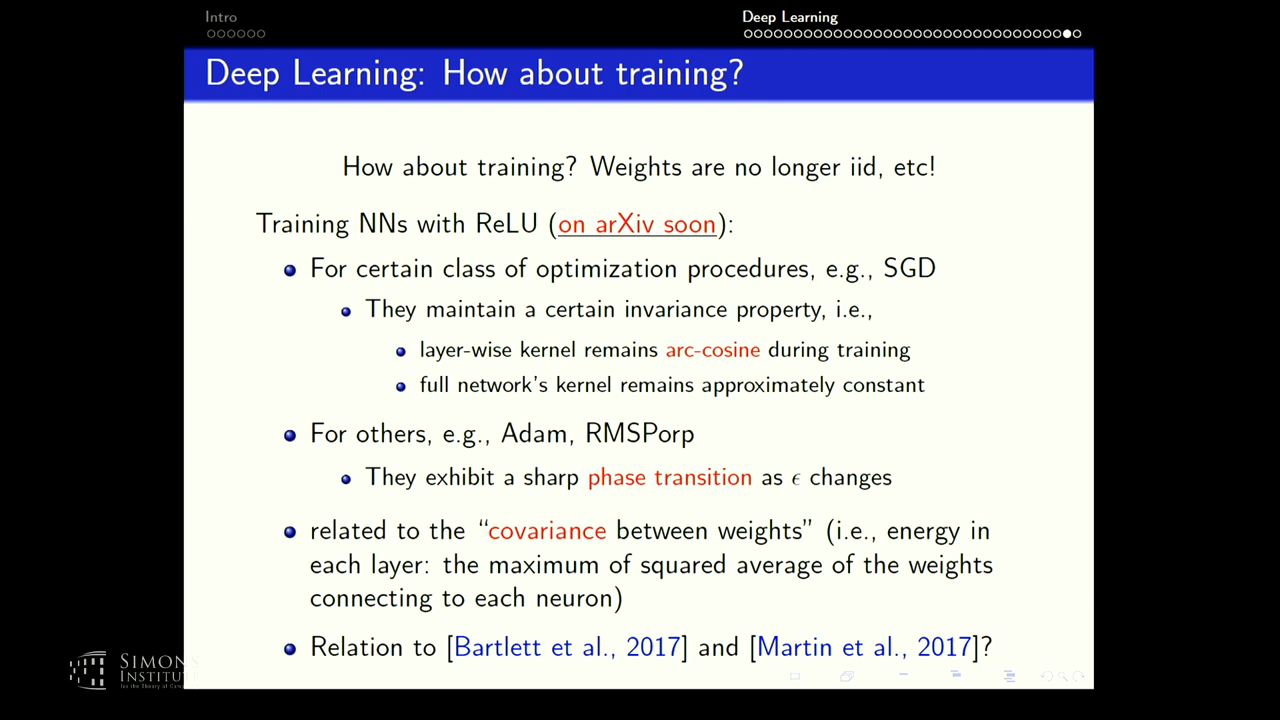 Intro
Deep Learning
Deep Learning: How about training?
How about training? Weights are no longer iid, etc!
Training NNs with ReLU (on arXiv soon):
For certain class of optimization procedures, e.g., SGD
They maintain a certain invariance property, i.e.,
layer-wise kernel remains arc-cosine during training
full network's kernel remains approximately constant
For others, e.g., Adam, RMSPorp
They exhibit a sharp phase transition as ϵ changes
related to the “covariance between weights” (i.e., energy in
each layer: the maximum of squared average of the weights
connecting to each neuron)
Relation to [Bartlett et al., 2017] and [Martin et al., 2017]?
SIMONS
INSTITUTE
for the Theory of